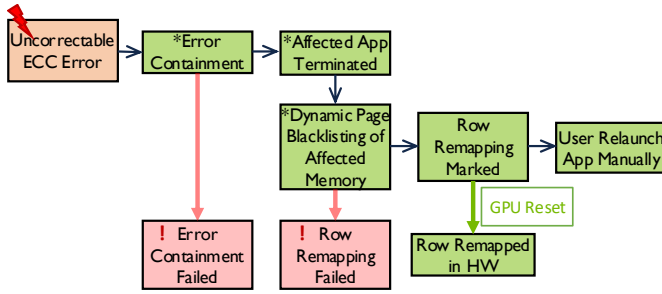 Uncorrectable
ECC Error
*Error
Containment
*Affected App
Terminated
*Dynamic Page
Blacklisting of
Affected
Memory
Row
Remapping
Marked
User Relaunch
App Manually
GPU Reset
! Error
Containment
Failed
! Row
Remapping
Failed
Row Remapped
in HW